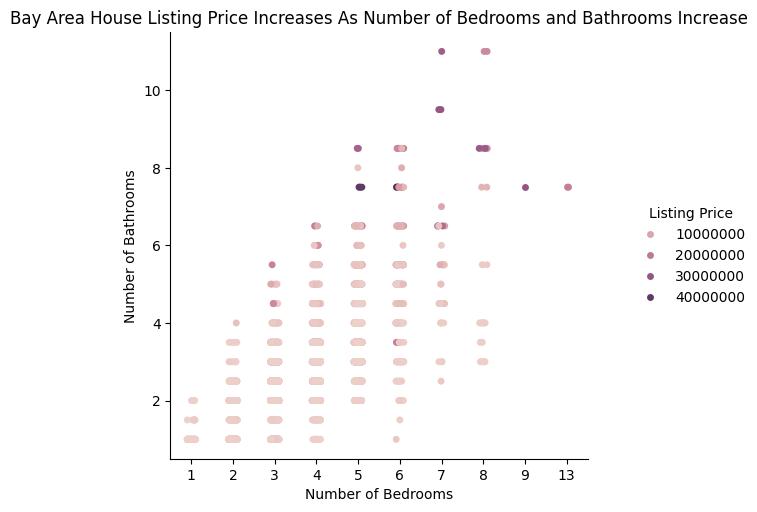 Bay Area House Listing Price Increases As Number of Bedrooms and Bathrooms Increase
10
8
6
4
2
Number of Bathrooms
1 2 3 4 5 6 7 8 9 13
Number of Bedrooms
Listing Price
10000000
20000000
30000000
40000000